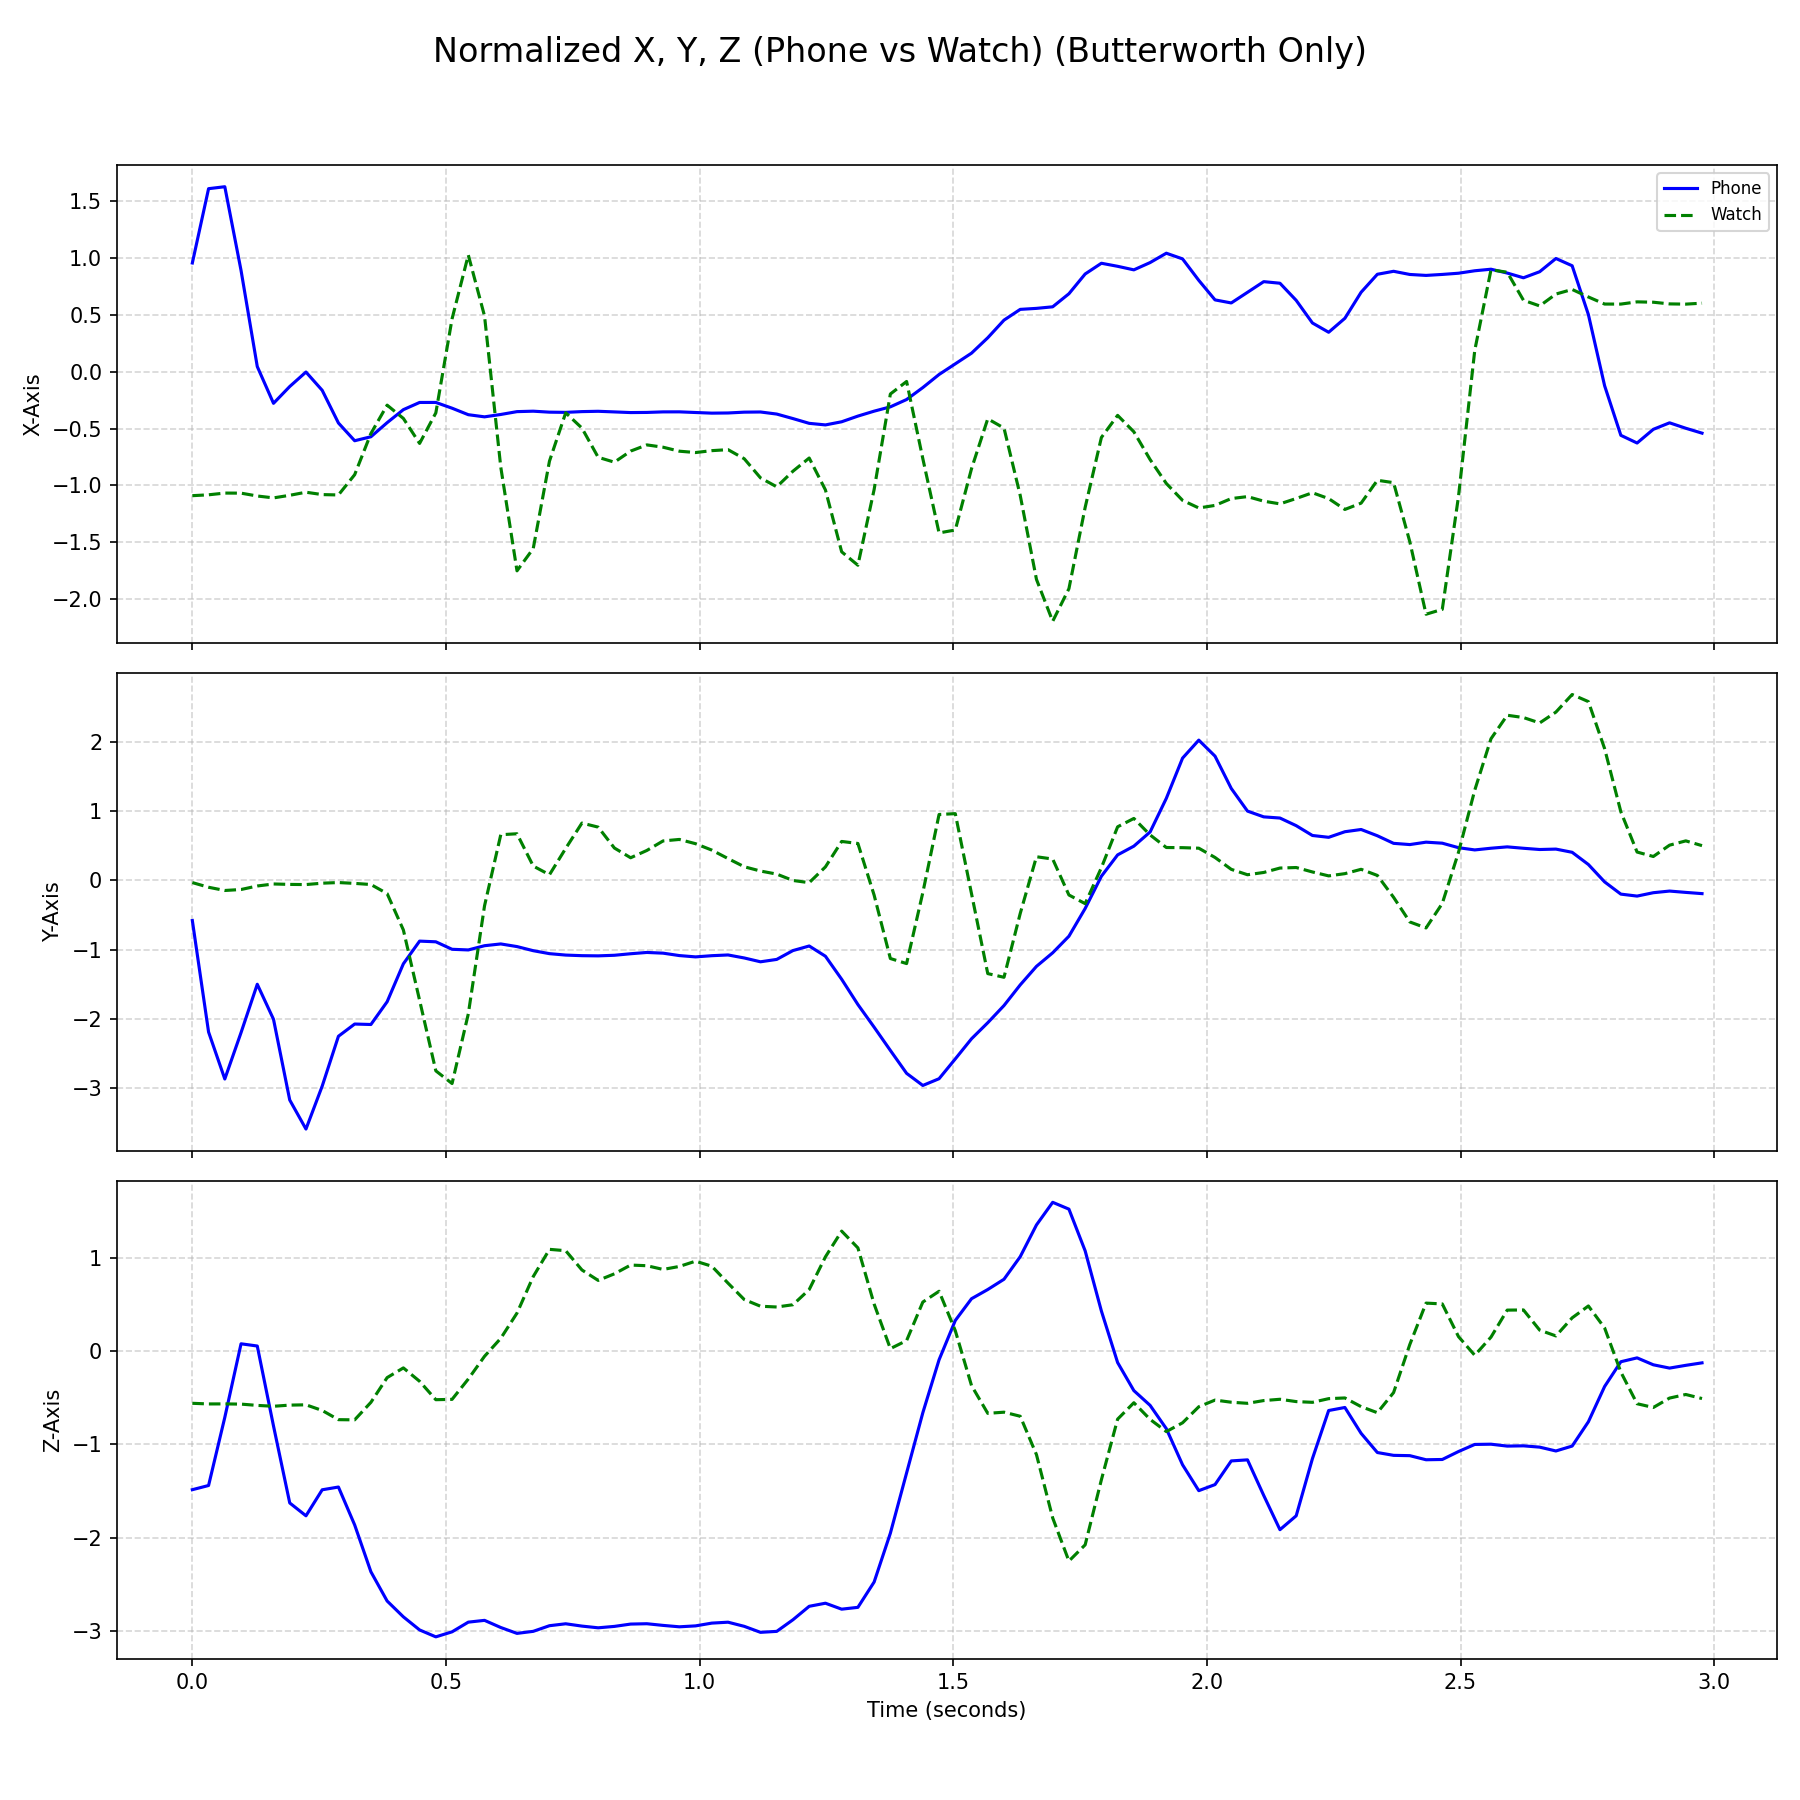 Normalized X, Y, Z (Phone vs Watch) (Butterworth Only)
Phone
Watch
1.5
1.0
0.5
0.0
−0.5
−1.0
−1.5
−2.0
X-Axis
2
1
0
−1
−2
−3
Y-Axis
1
0
−1
−2
−3
Z-Axis
0.0 0.5 1.0 1.5 2.0 2.5 3.0
Time (seconds)